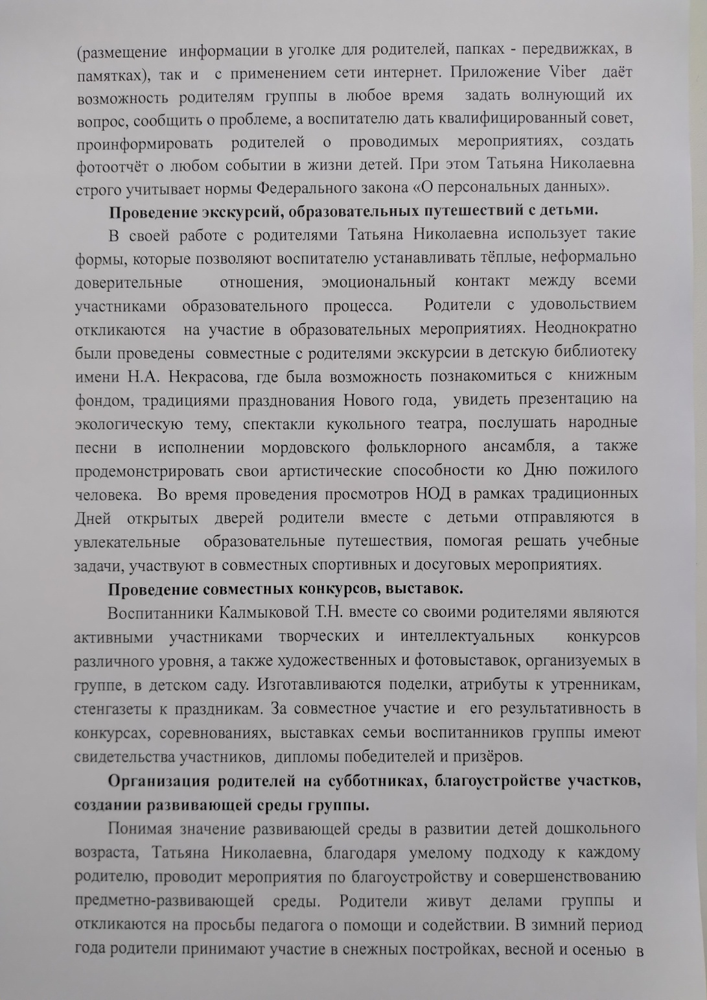 (размещение информации в уголке для родителей, папках - передвижках, в
памятках), так и с применением сети интернет. Приложение Viber даёт
возможность родителям группы в любое время задать волнующий их
вопрос, сообщить о проблеме, а воспитателю дать квалифицированный совет,
проинформировать родителей о проводимых мероприятиях, создать
фотоотчёт о любом событии в жизни детей. При этом Татьяна Николаевна
строго учитывает нормы Федерального закона «О персональных данных».
Проведение экскурсий, образовательных путешествий с детьми.
В своей работе с родителями Татьяна Николаевна использует такие
формы, которые позволяют воспитателю устанавливать тёплые, неформально
доверительные отношения, эмоциональный контакт между всеми
участниками образовательного процесса. Родители с удовольствием
откликаются на участие в образовательных мероприятиях. Неоднократно
были проведены совместные с родителями экскурсии в детскую библиотеку
имени Н.А. Некрасова, где была возможность познакомиться с книжным
фондом, традициями празднования Нового года, увидеть презентацию на
экологическую тему, спектакли кукольного театра, послушать народные
песни в исполнении мордовского фольклорного ансамбля, а также
продемонстрировать свои артистические способности ко Дню пожилого
человека. Во время проведения просмотров НОД в рамках традиционных
Дней открытых дверей родители вместе с детьми отправляются в
увлекательные образовательные путешествия, помогая решать учебные
задачи, участвуют в совместных спортивных и досуговых мероприятиях.
Проведение совместных конкурсов, выставок.
Воспитанники Калмыковой Т.Н. вместе со своими родителями являются
активными участниками творческих и интеллектуальных конкурсов
различного уровня, а также художественных и фотовыставок, организуемых в
группе, в детском саду. Изготавливаются поделки, атрибуты к утренникам,
стенгазеты к праздникам. За совместное участие и его результативность в
конкурсах, соревнованиях, выставках семьи воспитанников группы имеют
свидетельства участников, дипломы победителей и призёров.
Организация родителей на субботниках, благоустройстве участков,
создании развивающей среды группы.
Понимая значение развивающей среды в развитии детей дошкольного
возраста, Татьяна Николаевна, благодаря умелому подходу к каждому
родителю, проводит мероприятия по благоустройству и совершенствованию
предметно-развивающей среды. Родители живут делами группы и
откликаются на просьбы педагога о помощи и содействии. В зимний период
года родители принимают участие в снежных постройках, весной и осенью в